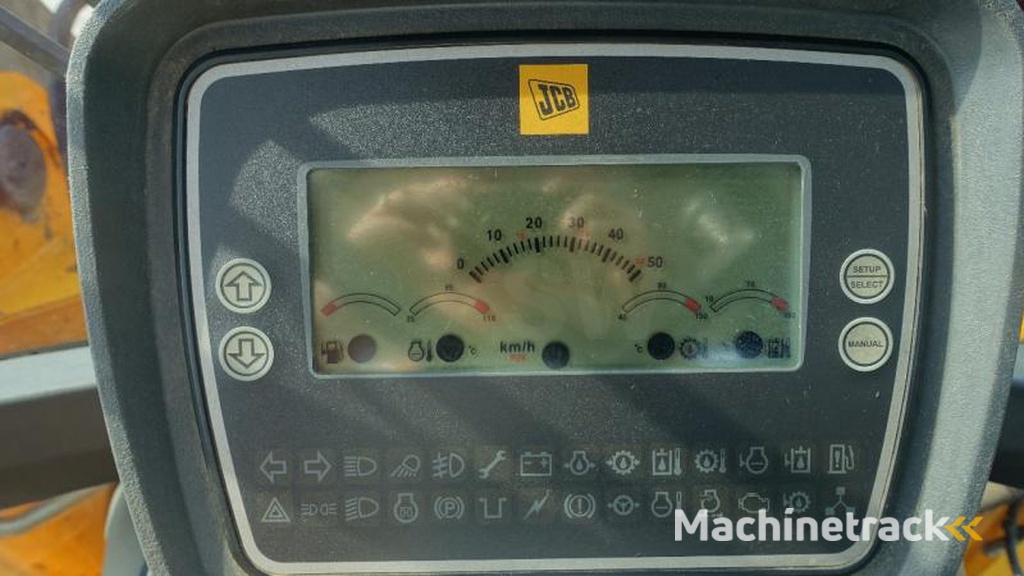 JCB
10 20 30 40
0 50
km/h
°C
°C
SETUP
SELECT
MANUAL
Machinetrack